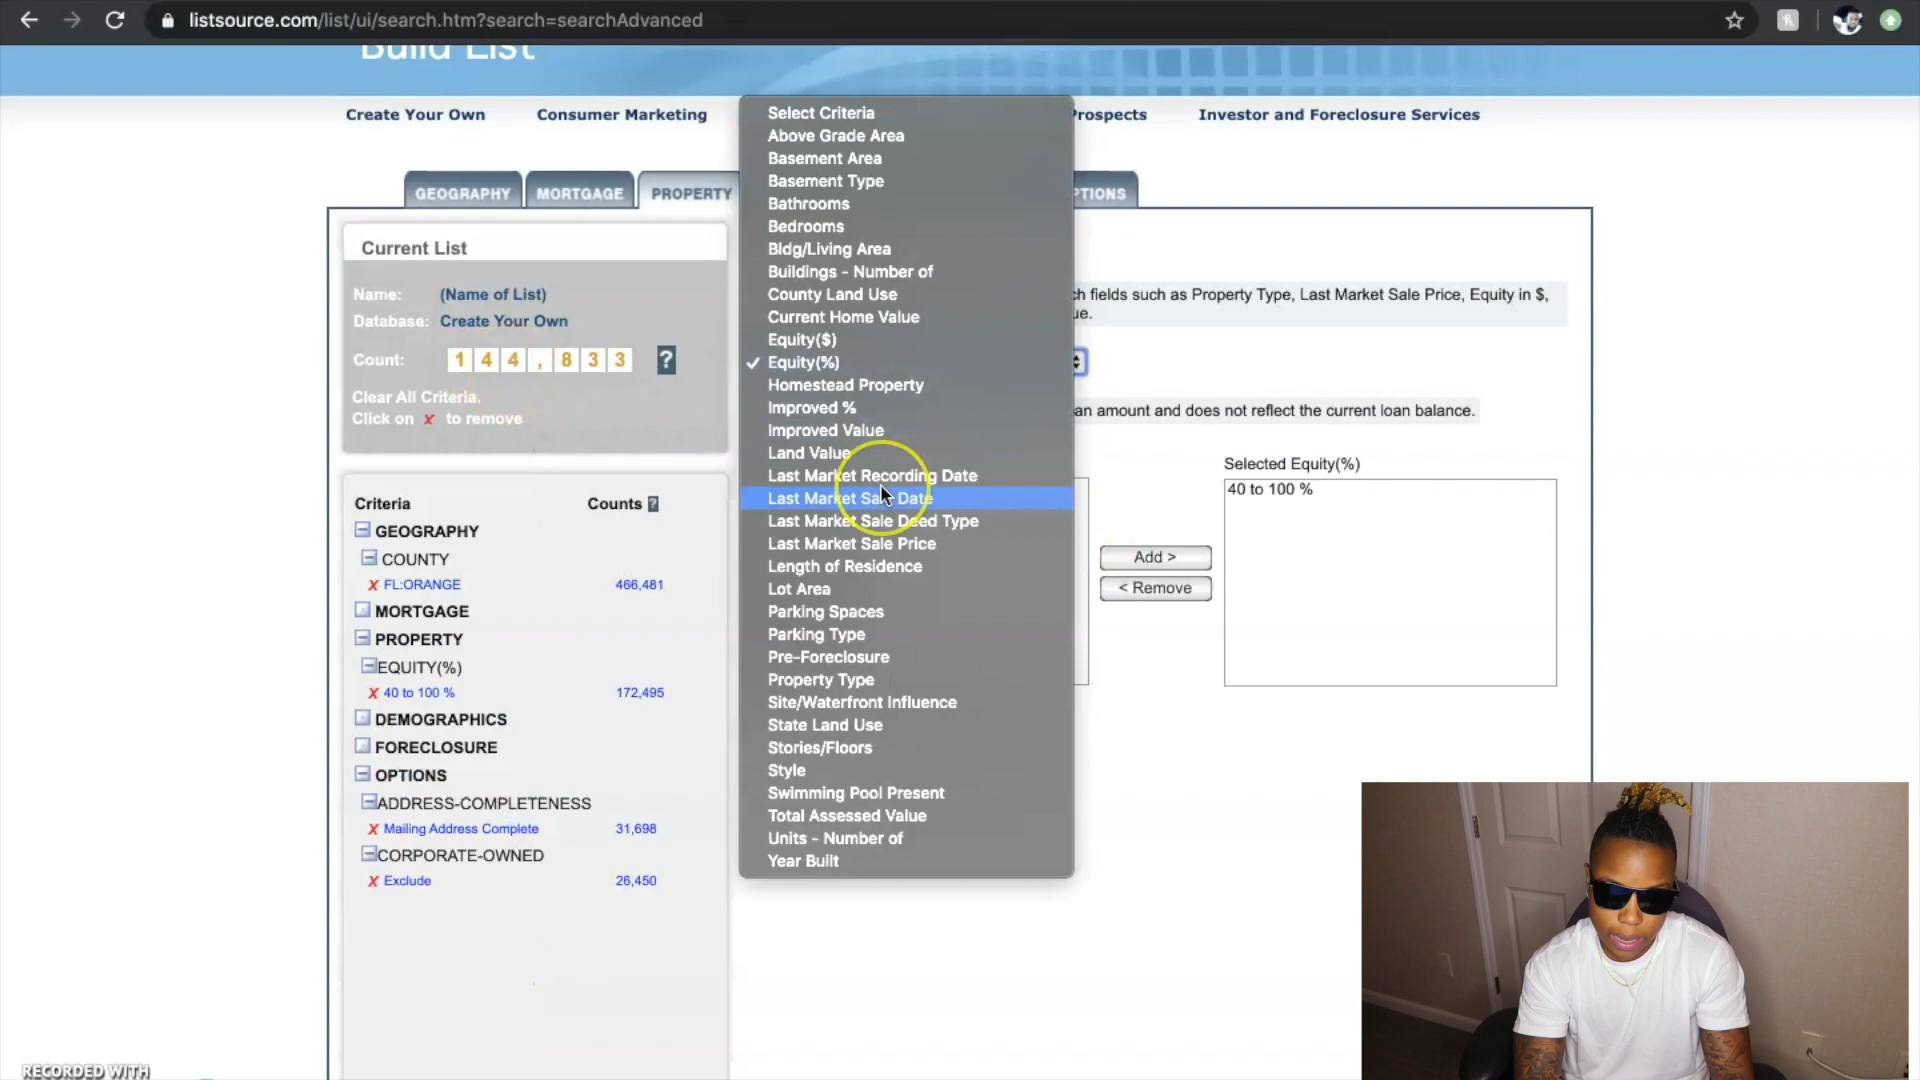 listsource.com/list/ui/search.htm?search=searchAdvanced
Build List
Create Your Own
Consumer Marketing
Prospects
Investor and Foreclosure Services
GEOGRAPHY
MORTGAGE
PROPERTY
PTIONS
Current List
Name: (Name of List)
Database: Create Your Own
Count: 144,833 ?
Clear All Criteria.
Click on x to remove
Criteria Counts ?
GEOGRAPHY
COUNTY
X FL:ORANGE 466,481
MORTGAGE
PROPERTY
EQUITY(%)
X 40 to 100 % 172,495
DEMOGRAPHICS
FORECLOSURE
OPTIONS
ADDRESS-COMPLETENESS
X Mailing Address Complete 31,698
CORPORATE-OWNED
X Exclude 26,450
Select Criteria
Above Grade Area
Basement Area
Basement Type
Bathrooms
Bedrooms
Bldg/Living Area
Buildings - Number of
County Land Use
Current Home Value
Equity($)
✓ Equity(%)
Homestead Property
Improved %
Improved Value
Land Value
Last Market Recording Date
Last Market Sale Date
Last Market Sale Deed Type
Last Market Sale Price
Length of Residence
Lot Area
Parking Spaces
Parking Type
Pre-Foreclosure
Property Type
Site/Waterfront Influence
State Land Use
Stories/Floors
Style
Swimming Pool Present
Total Assessed Value
Units - Number of
Year Built
ch fields such as Property Type, Last Market Sale Price, Equity in $,
ue.
an amount and does not reflect the current loan balance.
Selected Equity(%)
40 to 100 %
Add >
< Remove
RECORDED WITH